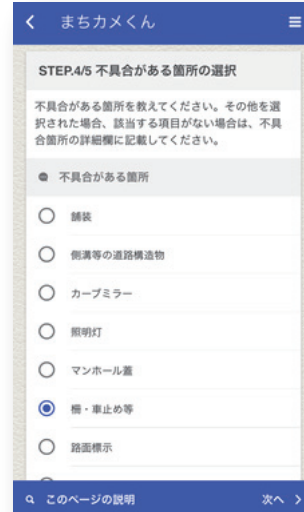 まちカメくん
STEP.4/5 不具合がある箇所の選択
不具合がある箇所を教えてください。その他を選
択された場合、該当する項目がない場合は、不具
合箇所の詳細欄に記載してください。
不具合がある箇所
舗装
側溝等の道路構造物
カーブミラー
照明灯
マンホール蓋
柵・車止め等
路面標示
このページの説明
次へ